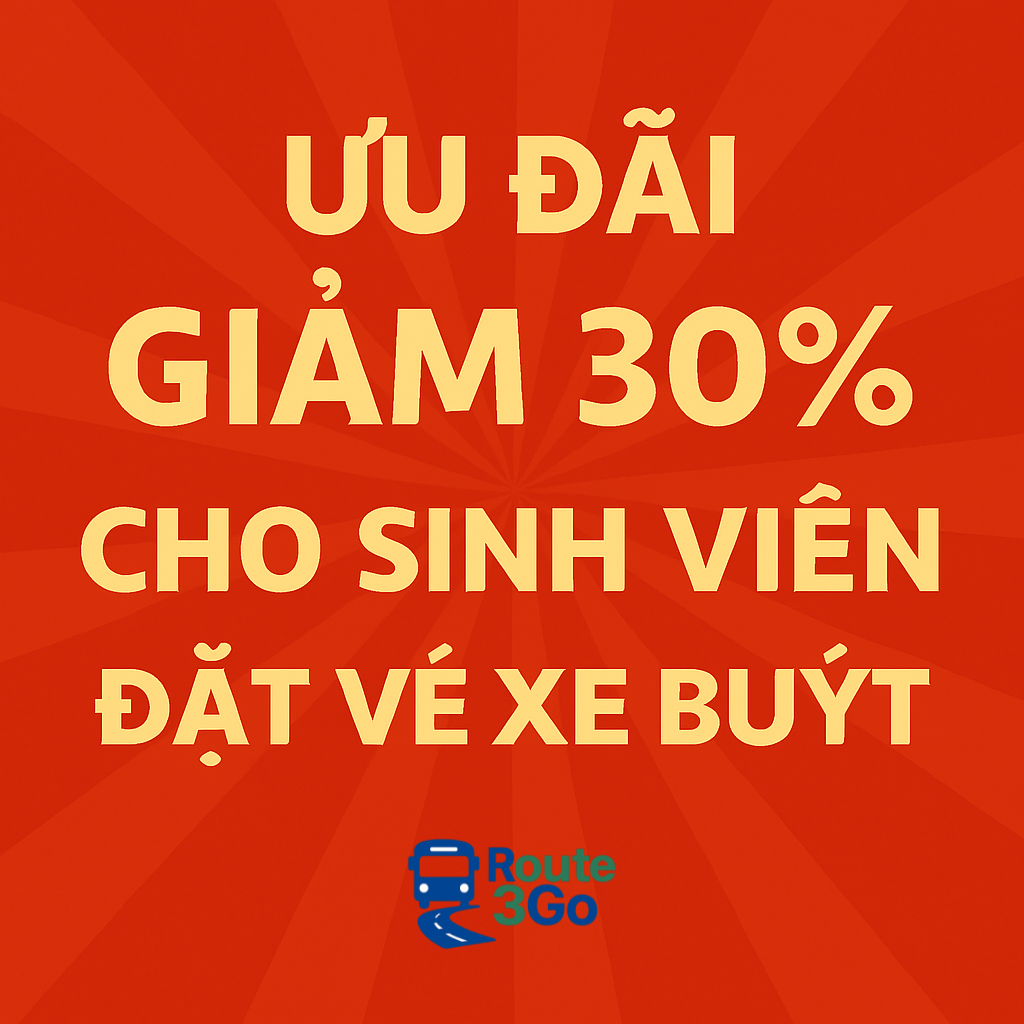 ƯU ĐÃI
GIẢM 30%
CHO SINH VIÊN
ĐẶT VÉ XE BUÝT
Route
3Go